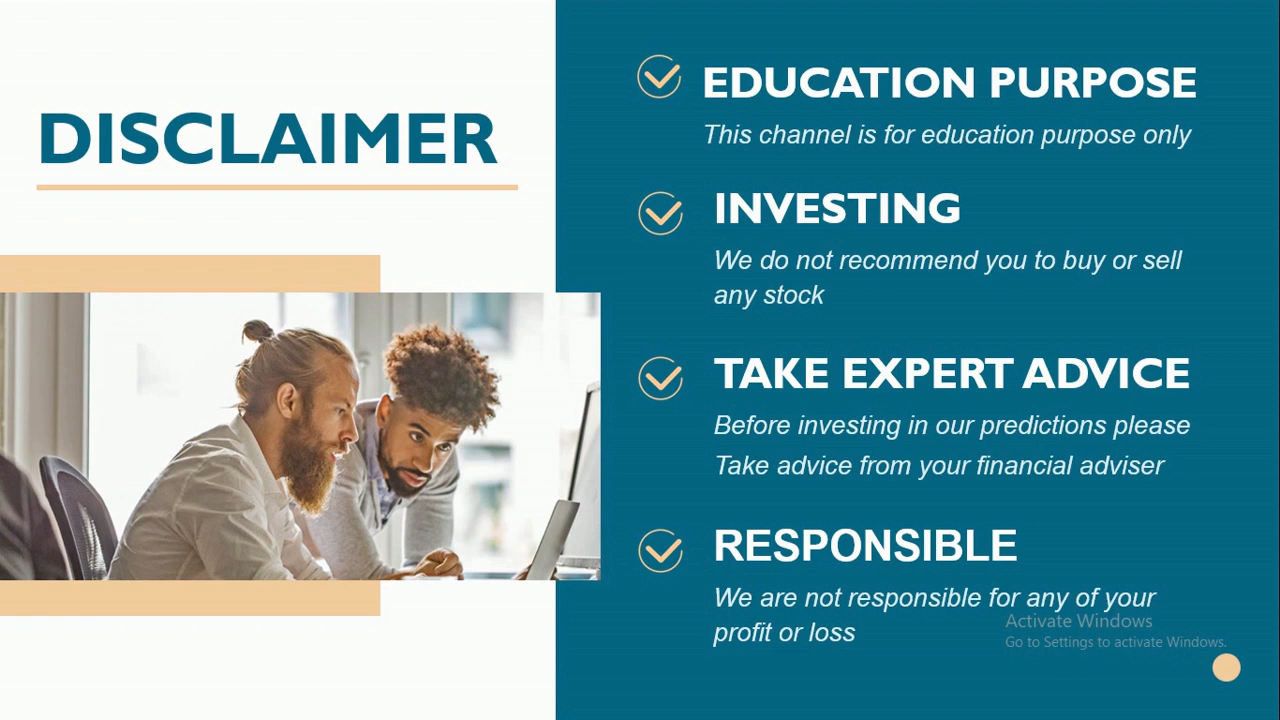 DISCLAIMER
EDUCATION PURPOSE
This channel is for education purpose only
INVESTING
We do not recommend you to buy or sell
any stock
TAKE EXPERT ADVICE
Before investing in our predictions please
Take advice from your financial adviser
RESPONSIBLE
We are not responsible for any of your
profit or loss
Activate Windows
Go to Settings to activate Windows.